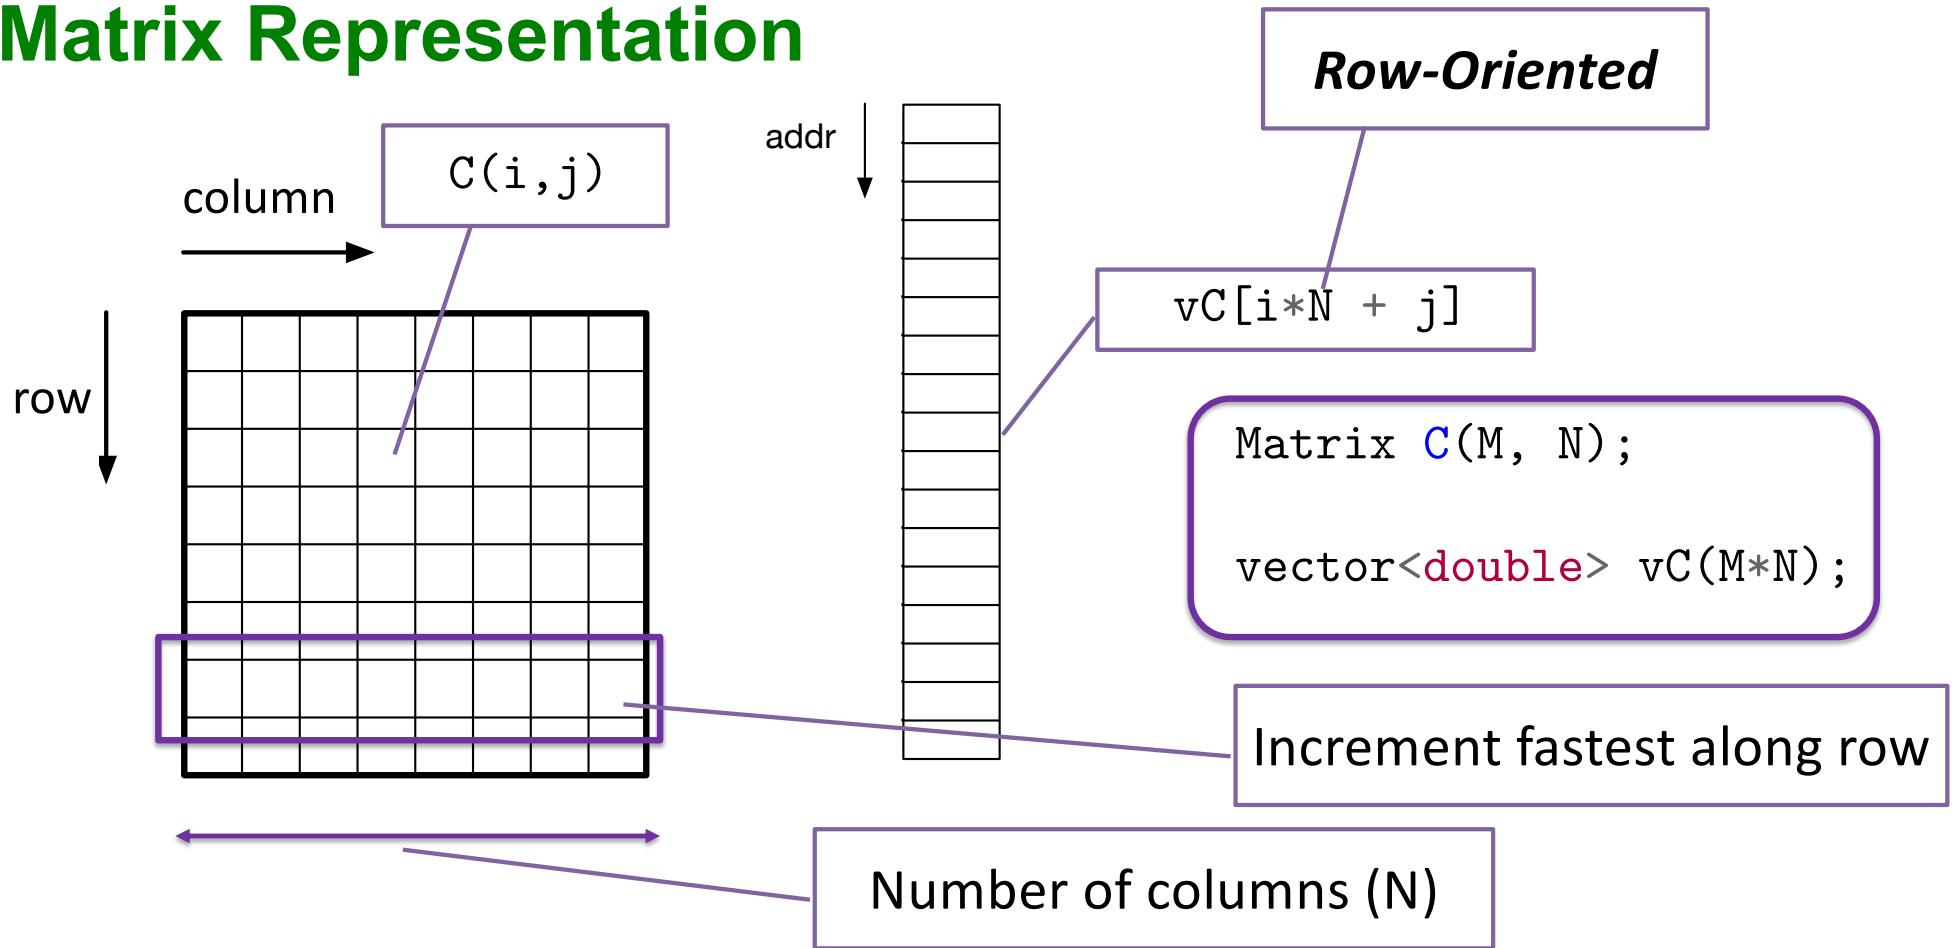 Matrix Representation
Row-Oriented
addr
C(i,j)
column
vC[i*N + j]
row
Matrix C(M, N);
vector<double> vC(M*N);
Increment fastest along row
Number of columns (N)